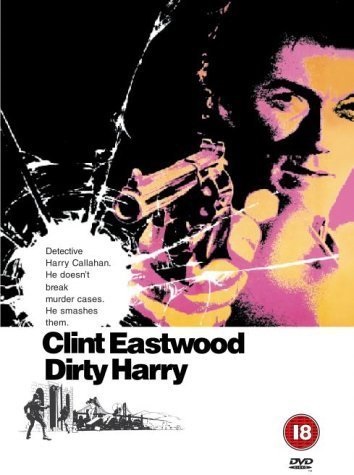 Detective
Harry Callahan.
He doesn't
break
murder cases.
He smashes
them.
Clint Eastwood
Dirty Harry
18
DVD